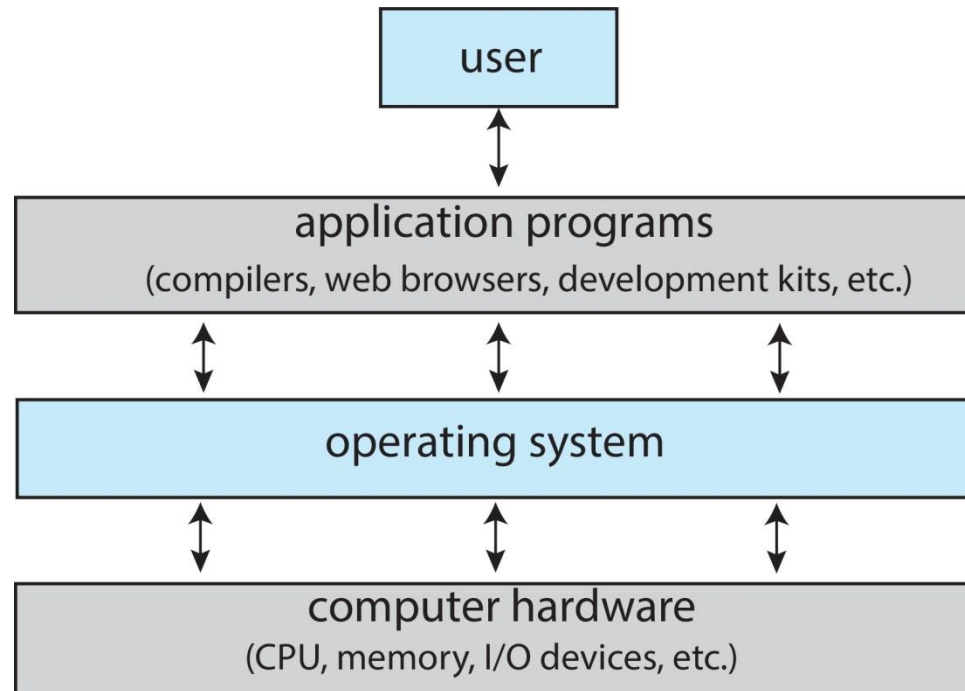 user
application programs
(compilers, web browsers, development kits, etc.)
operating system
computer hardware
(CPU, memory, I/O devices, etc.)